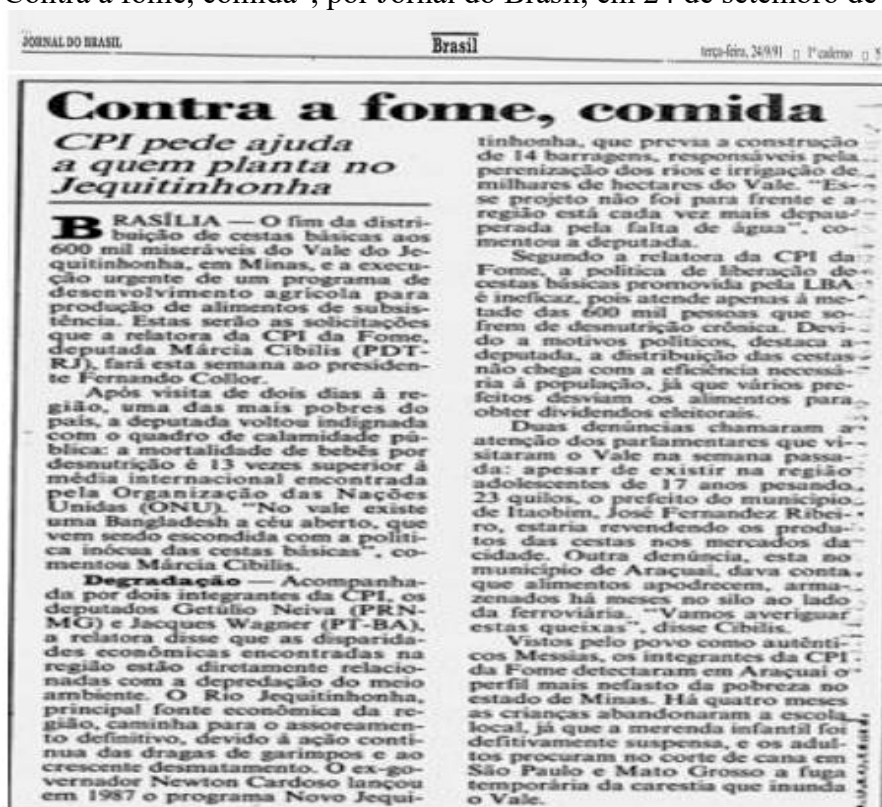 Contra a fome, comida", por Jornal do Brasil, em 24 de setembro de
JORNAL DO BRASIL
Brasil
terça-feira, 24/9/91 □ 1º caderno □ 5
Contra a fome, comida
CPI pede ajuda
a quem planta no
Jequitinhonha
BRASÍLIA — O fim da distri-
buição de cestas básicas aos
600 mil miseráveis do Vale do Je-
quitinhonha, em Minas, e a execu-
ção urgente de um programa de
desenvolvimento agrícola para
produção de alimentos de subsis-
tência. Estas serão as solicitações
que a relatora da CPI da Fome,
deputada Márcia Cibilis (PDT-
RJ), fará esta semana ao presiden-
te Fernando Collor.
Após visita de dois dias à re-
gião, uma das mais pobres do
país, a deputada voltou indignada
com o quadro de calamidade pú-
blica: a mortalidade de bebês por
desnutrição é 13 vezes superior à
média internacional encontrada
pela Organização das Nações
Unidas (ONU). "No vale existe
uma Bangladesh a céu aberto, que
vem sendo escondida com a políti-
ca inócua das cestas básicas", co-
mentou Márcia Cibilis.
Degradação — Acompanha-
da por dois integrantes da CPI, os
deputados Getúlio Neiva (PRN-
MG) e Jacques Wagner (PT-BA),
a relatora disse que as disparida-
des econômicas encontradas na
região estão diretamente relacio-
nadas com a depredação do meio
ambiente. O Rio Jequitinhonha,
principal fonte econômica da re-
gião, caminha para o assoreamen-
to definitivo, devido à ação contí-
nua das dragas de garimpos e ao
crescente desmatamento. O ex-go-
vernador Newton Cardoso lançou
em 1987 o programa Novo Jequi-
tinhonha, que previa a construção
de 14 barragens, responsáveis pela
perenização dos rios e irrigação de
milhares de hectares do Vale. "Es-
se projeto não foi para frente e a
região está cada vez mais depau-
perada pela falta de água", co-
mentou a deputada.
Segundo a relatora da CPI da
Fome, a política de liberação de
cestas básicas promovida pela LBA
é ineficaz, pois atende apenas à me-
tade das 600 mil pessoas que so-
frem de desnutrição crônica. Devi-
do a motivos políticos, destaca a
deputada, a distribuição das cestas
não chega com a eficiência necessá-
ria à população, já que vários pre-
feitos desviam os alimentos para
obter dividendos eleitorais.
Duas denúncias chamaram a
atenção dos parlamentares que vi-
sitaram o Vale na semana passa-
da: apesar de existir na região
adolescentes de 17 anos pesando
23 quilos, o prefeito do município
de Itaobim, José Fernandez Ribei-
ro, estaria revendendo os produ-
tos das cestas nos mercados da
cidade. Outra denúncia, esta no
município de Araçuaí, dava conta
que alimentos apodrecem, arma-
zenados há meses no silo ao lado
da ferroviária. "Vamos averiguar
estas queixas", disse Cibilis.
Vistos pelo povo como autênti-
cos Messias, os integrantes da CPI
da Fome detectaram em Araçuaí o
perfil mais nefasto da pobreza no
estado de Minas. Há quatro meses
as crianças abandonaram a escola
local, já que a merenda infantil foi
defitivamente suspensa, e os adul-
tos procuram no corte de cana em
São Paulo e Mato Grosso a fuga
temporária da carestia que inunda
o Vale.